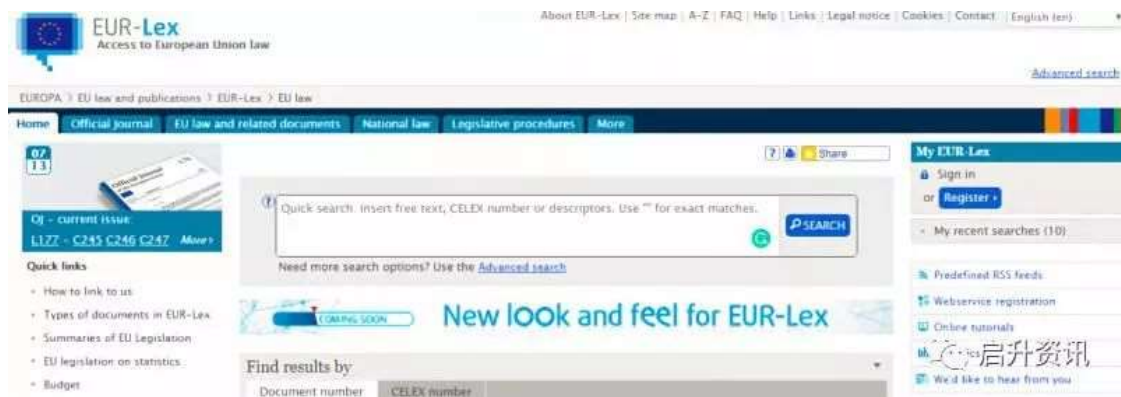 EUR-Lex
Access to European Union law
About EUR-Lex | Site map | A-Z | FAQ | Help | Links | Legal notice | Cookies | Contact English (en)
Advanced search
EUROPA > EU law and publications > EUR-Lex > EU law
Home Official Journal EU law and related documents National law Legislative procedures More
07
13
Official Journal
OJ - current issue:
L177 - C245 C246 C247 More
Quick links
How to link to us
Types of documents in EUR-Lex
Summaries of EU Legislation
EU legislation on statistics
Budget
? Share
Quick search: insert free text, CELEX number or descriptors. Use "" for exact matches.
SEARCH
Need more search options? Use the Advanced search
COMING SOON
New look and feel for EUR-Lex
Find results by
Document number CELEX number
My EUR-Lex
Sign in
or Register
My recent searches (10)
Predefined RSS feeds
Webservice registration
Online tutorials
启升资讯
We'd like to hear from you